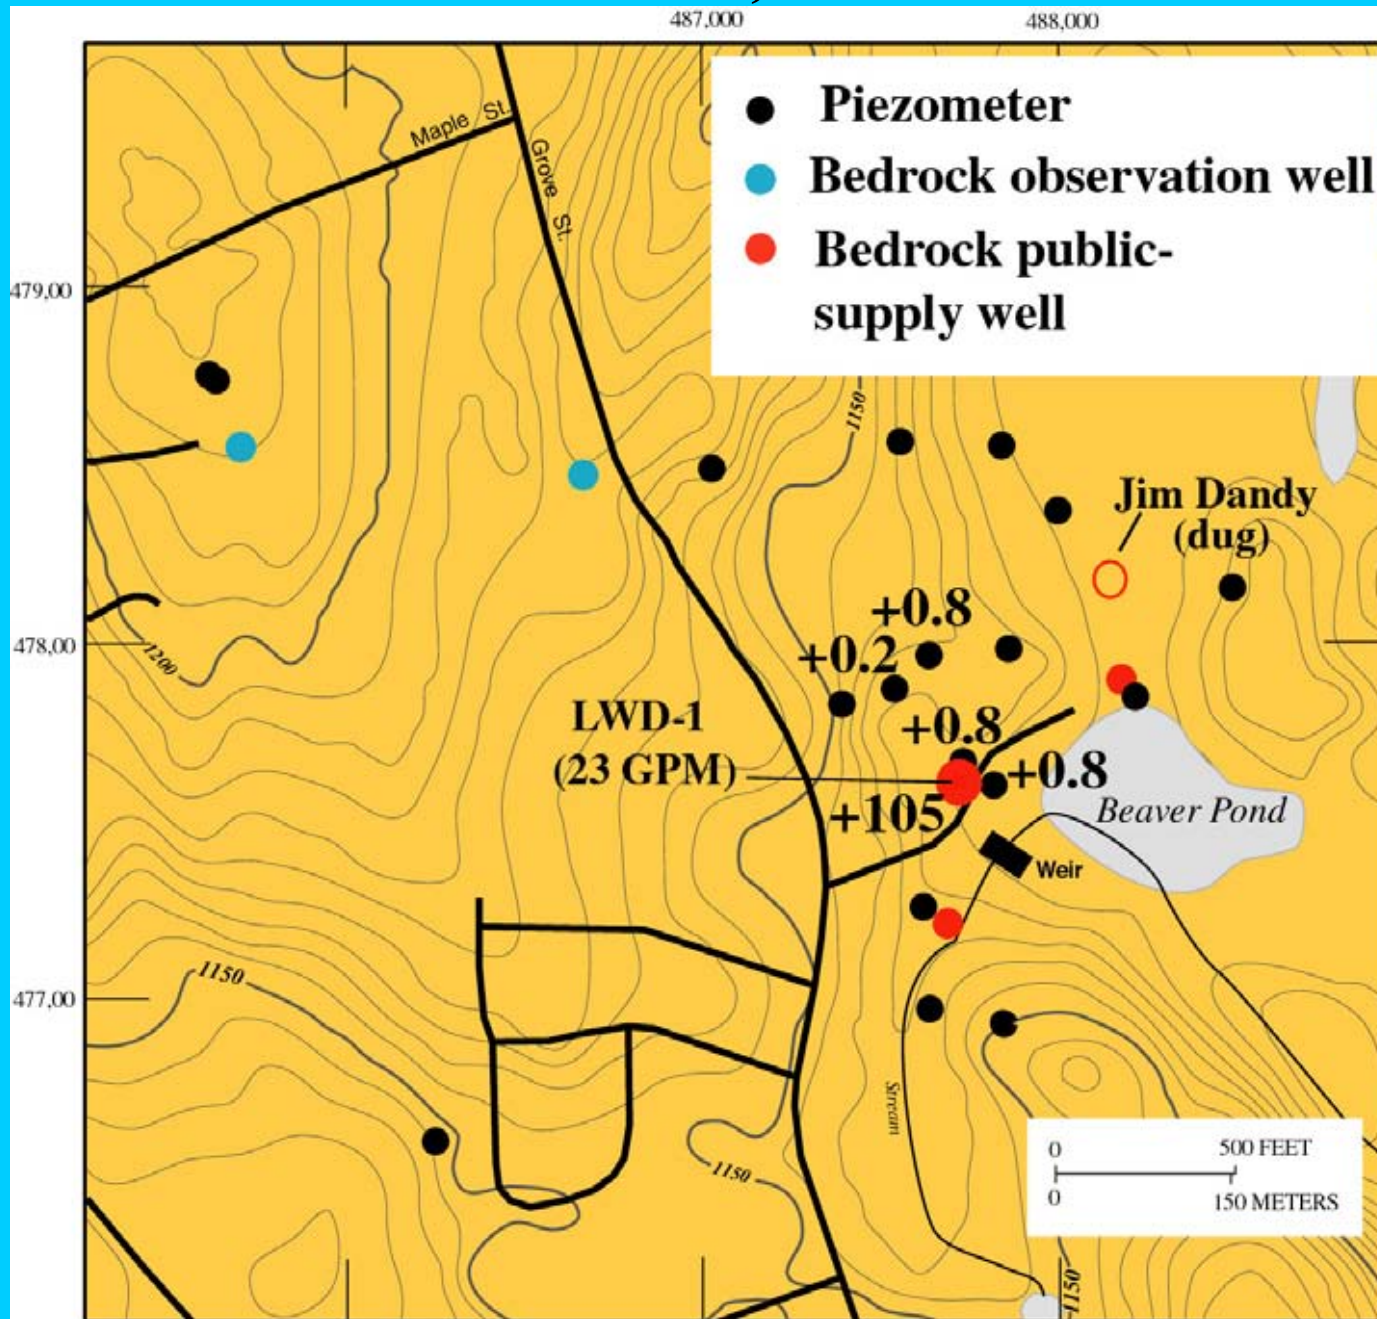 487,000
488,000
Piezometer
Bedrock observation well
Bedrock public-
supply well
Maple St.
Grove St.
479,00
1150
Jim Dandy
(dug)
+0.8
478,00
1200
+0.2
LWD-1
(23 GPM)
+0.8
+0.8
+105
Beaver Pond
Weir
1150
477,00
Stream
1150
0
500 FEET
0
150 METERS
1150